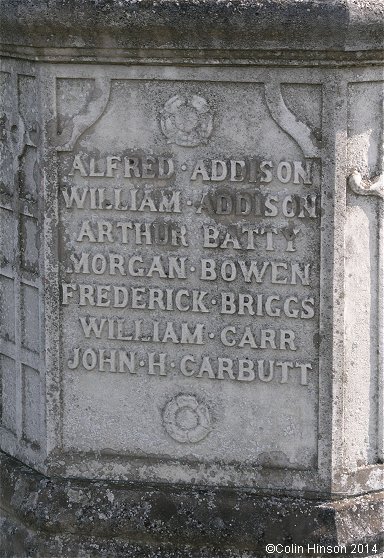 ALFRED·ADDISON
WILLIAM·ADDISON
ARTHUR BATTY
MORGAN·BOWEN
FREDERICK·BRIGGS
WILLIAM·CARR
JOHN·H·CARBUTT
©Colin Hinson 2014